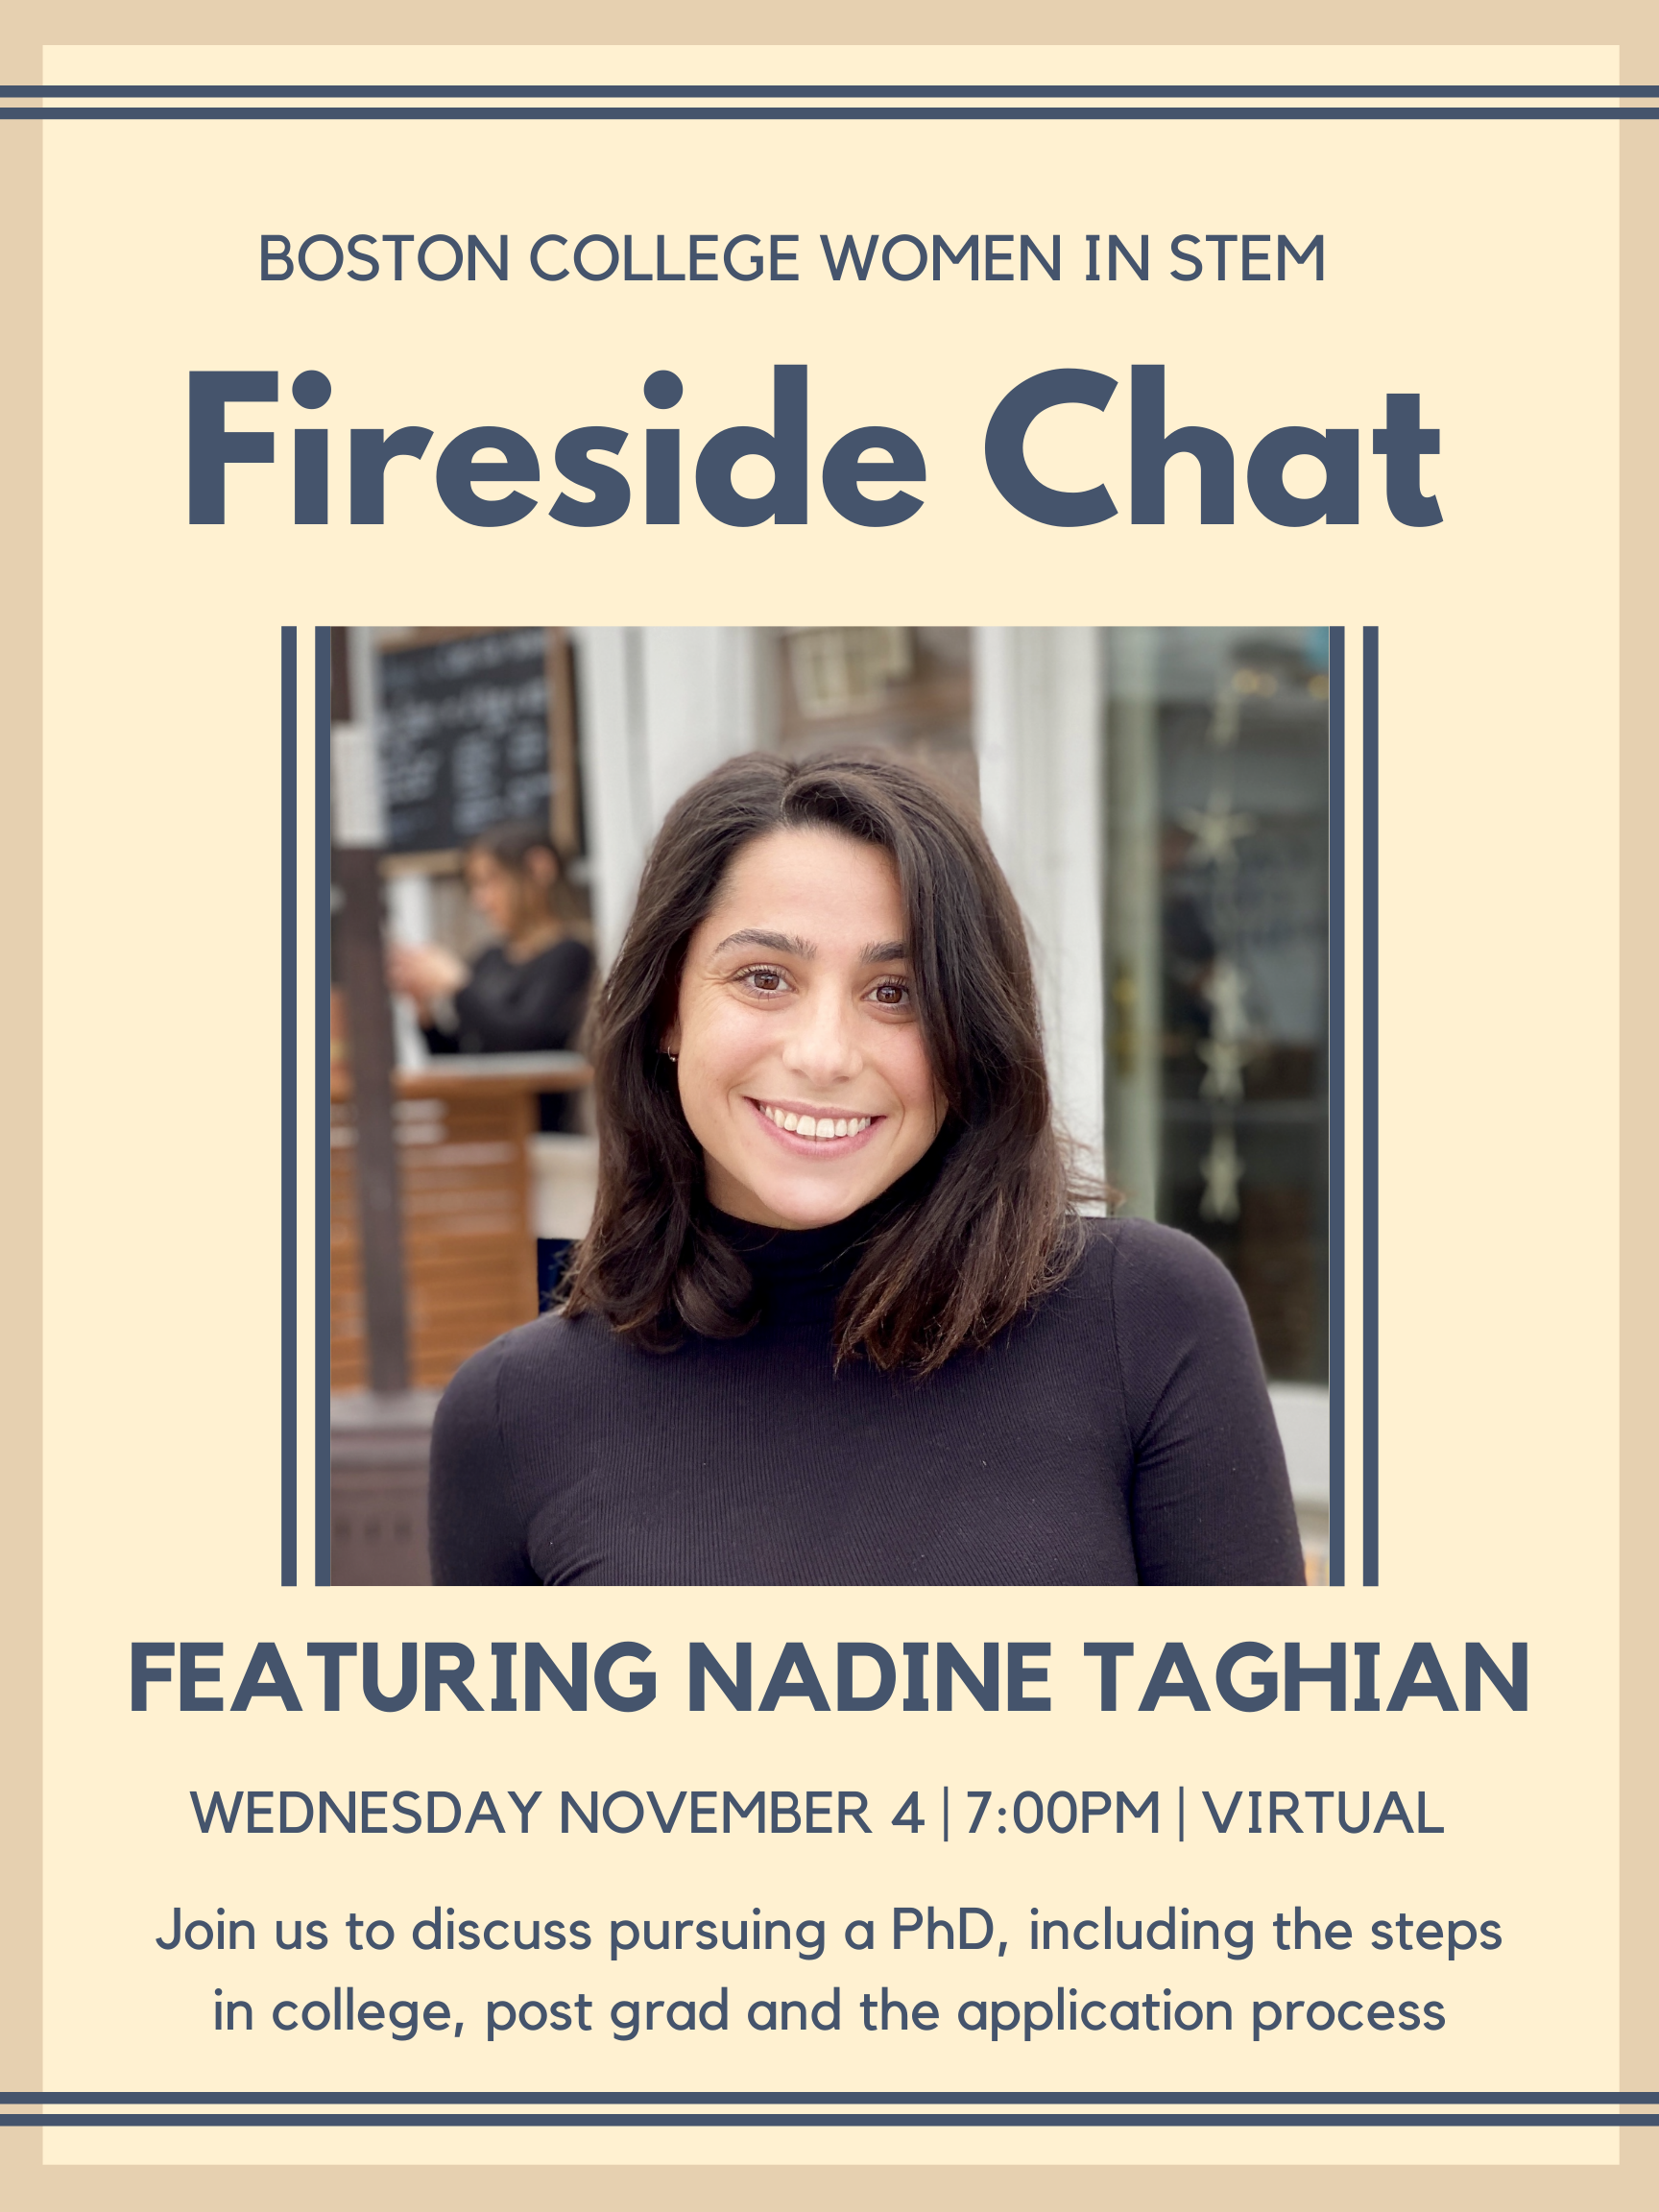 BOSTON COLLEGE WOMEN IN STEM
Fireside Chat
FEATURING NADINE TAGHIAN
WEDNESDAY NOVEMBER 4 | 7:00PM | VIRTUAL
Join us to discuss pursuing a PhD, including the steps
in college, post grad and the application process